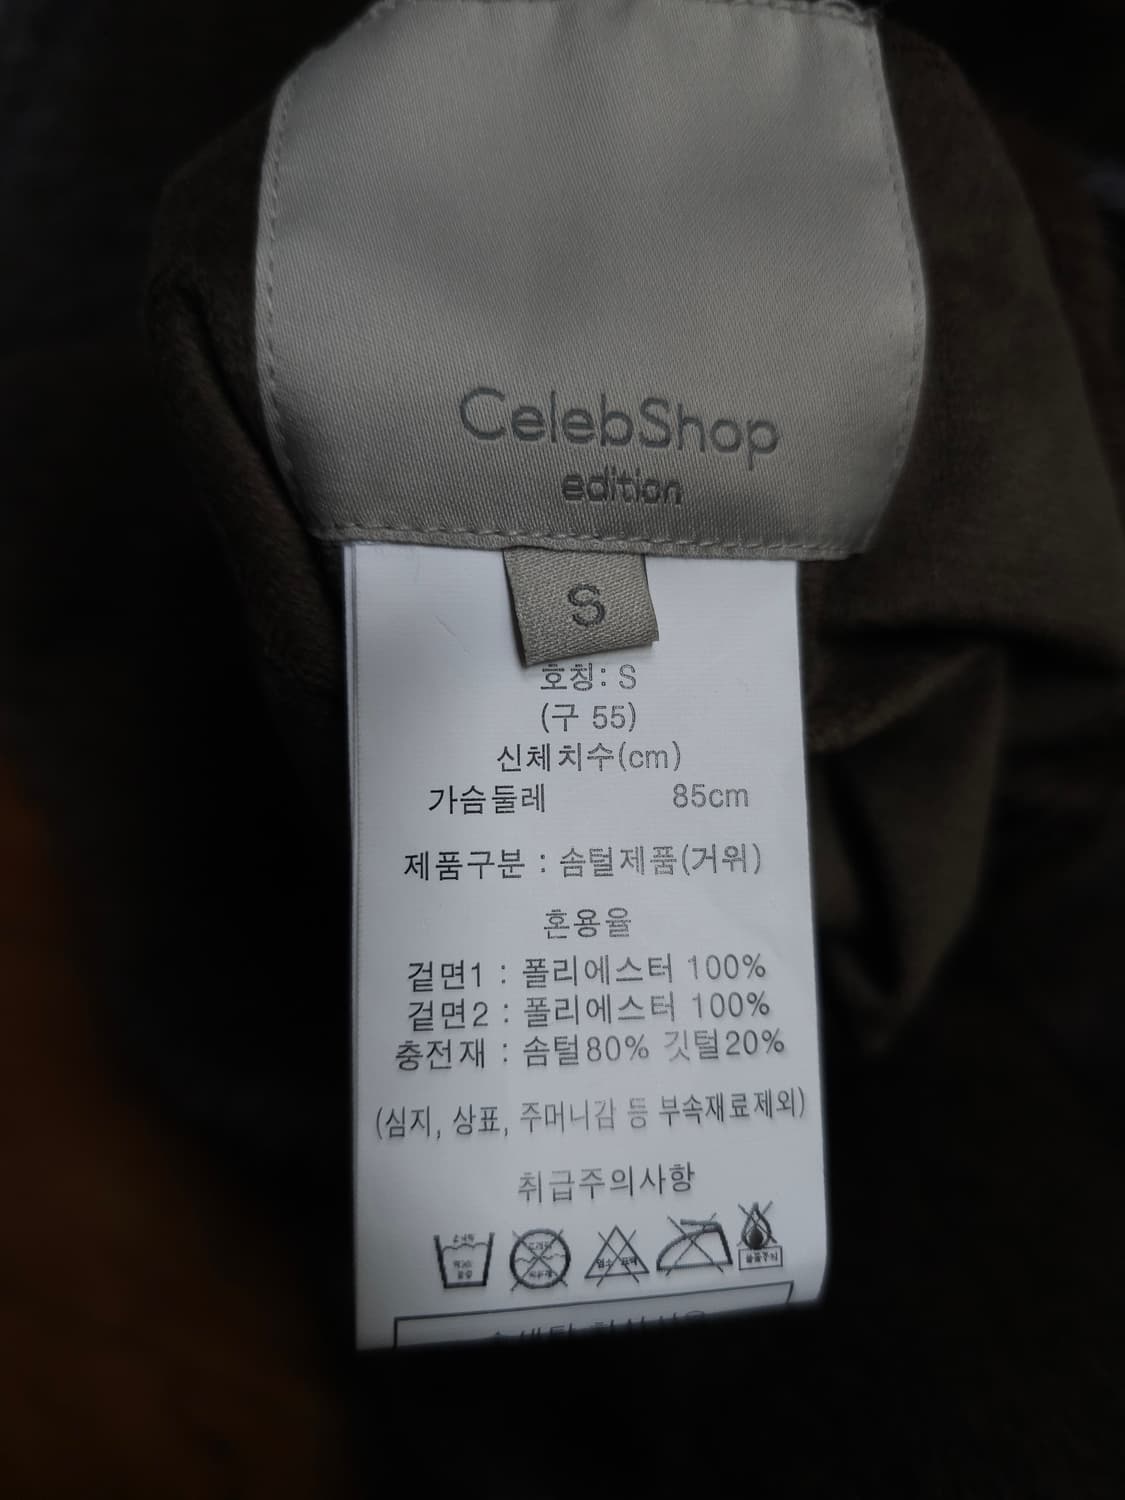 CelebShop
edition
S
호칭: S
(구 55)
신체치수(cm)
가슴둘레 85cm
제품구분 : 솜털제품(거위)
혼용율
겉면1 : 폴리에스터 100%
겉면2 : 폴리에스터 100%
충전재 : 솜털80% 깃털20%
(심지, 상표, 주머니감 등 부속재료제외)
취급주의사항